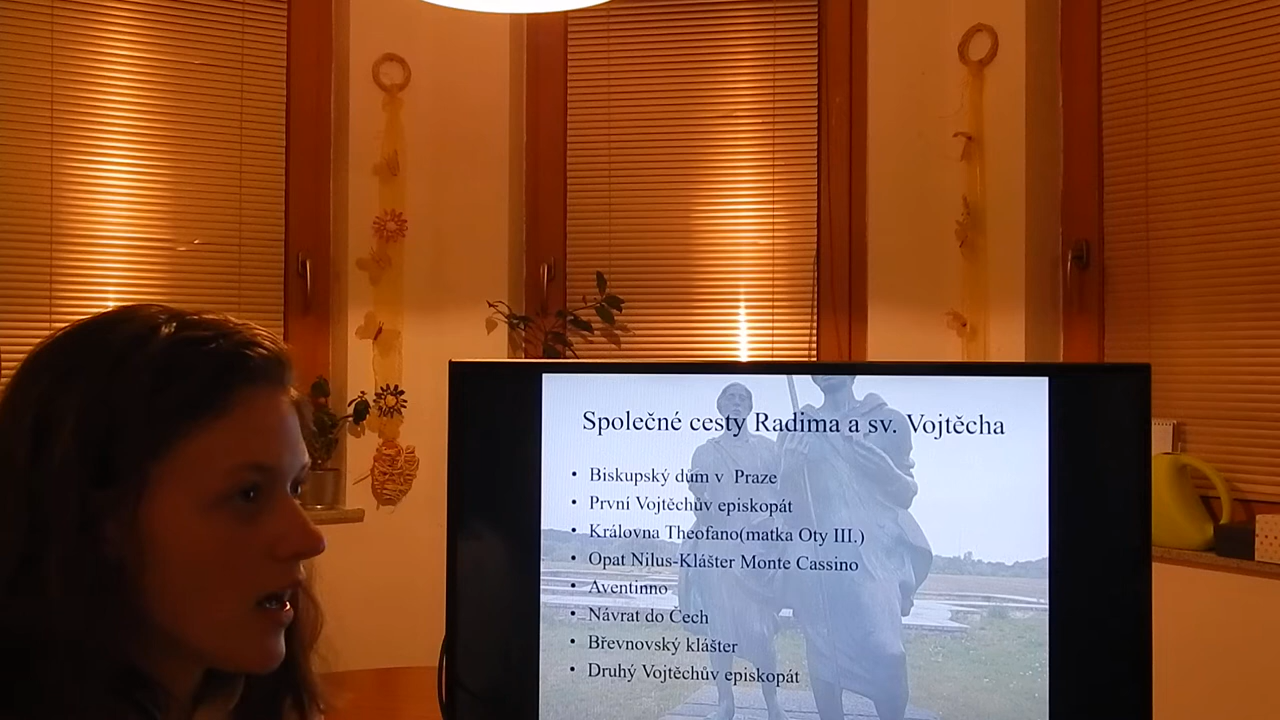 Společné cesty Radima a sv. Vojtěcha
• Biskupský dům v Praze
• První Vojtěchův episkopát
• Královna Theofano(matka Oty III.)
• Opat Nilus-Klášter Monte Cassino
• Aventinno
• Návrat do Čech
• Břevnovský klášter
• Druhý Vojtěchův episkopát